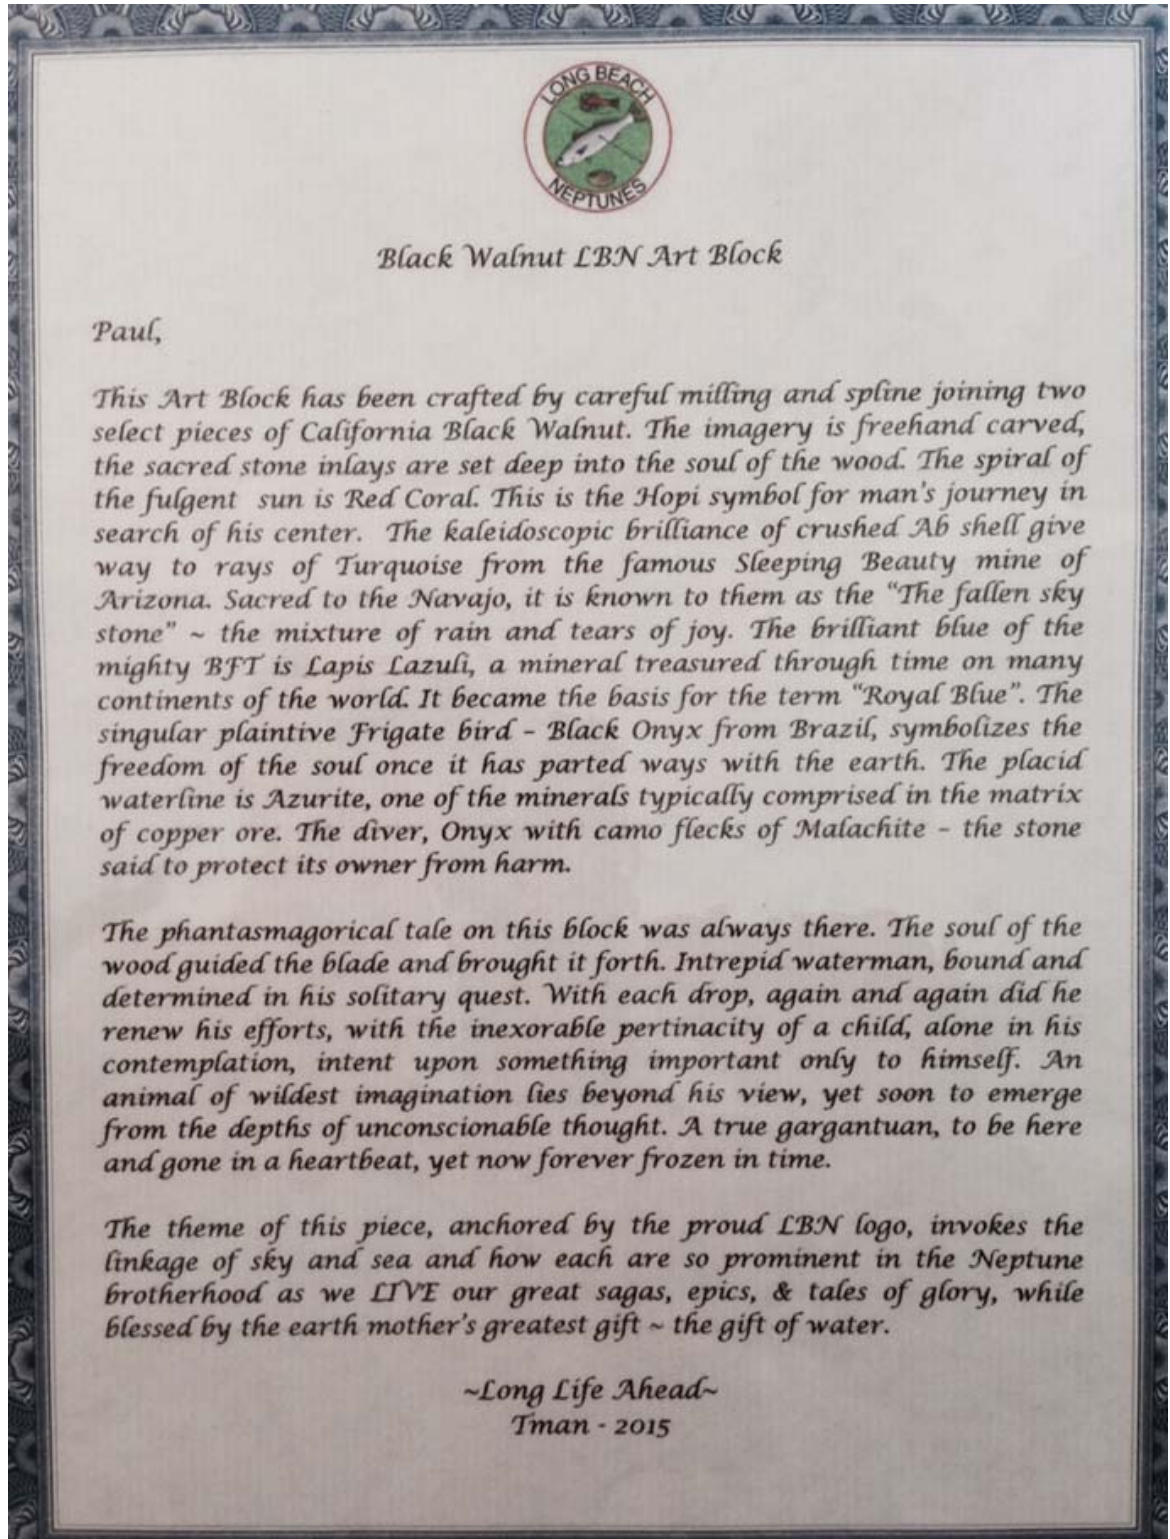 LONG BEACH
NEPTUNES
Black Walnut LBN Art Block
Paul,
This Art Block has been crafted by careful milling and spline joining two
select pieces of California Black Walnut. The imagery is freehand carved,
the sacred stone inlays are set deep into the soul of the wood. The spiral of
the fulgent sun is Red Coral. This is the Hopi symbol for man's journey in
search of his center. The kaleidoscopic brilliance of crushed Ab shell give
way to rays of Turquoise from the famous Sleeping Beauty mine of
Arizona. Sacred to the Navajo, it is known to them as the "The fallen sky
stone" ~ the mixture of rain and tears of joy. The brilliant blue of the
mighty BFT is Lapis Lazuli, a mineral treasured through time on many
continents of the world. It became the basis for the term "Royal Blue". The
singular plaintive Frigate bird – Black Onyx from Brazil, symbolizes the
freedom of the soul once it has parted ways with the earth. The placid
waterline is Azurite, one of the minerals typically comprised in the matrix
of copper ore. The diver, Onyx with camo flecks of Malachite – the stone
said to protect its owner from harm.
The phantasmagorical tale on this block was always there. The soul of the
wood guided the blade and brought it forth. Intrepid waterman, bound and
determined in his solitary quest. With each drop, again and again did he
renew his efforts, with the inexorable pertinacity of a child, alone in his
contemplation, intent upon something important only to himself. An
animal of wildest imagination lies beyond his view, yet soon to emerge
from the depths of unconscionable thought. A true gargantuan, to be here
and gone in a heartbeat, yet now forever frozen in time.
The theme of this piece, anchored by the proud LBN logo, invokes the
linkage of sky and sea and how each are so prominent in the Neptune
brotherhood as we LIVE our great sagas, epics, & tales of glory, while
blessed by the earth mother's greatest gift ~ the gift of water.
~Long Life Ahead~
Tman - 2015